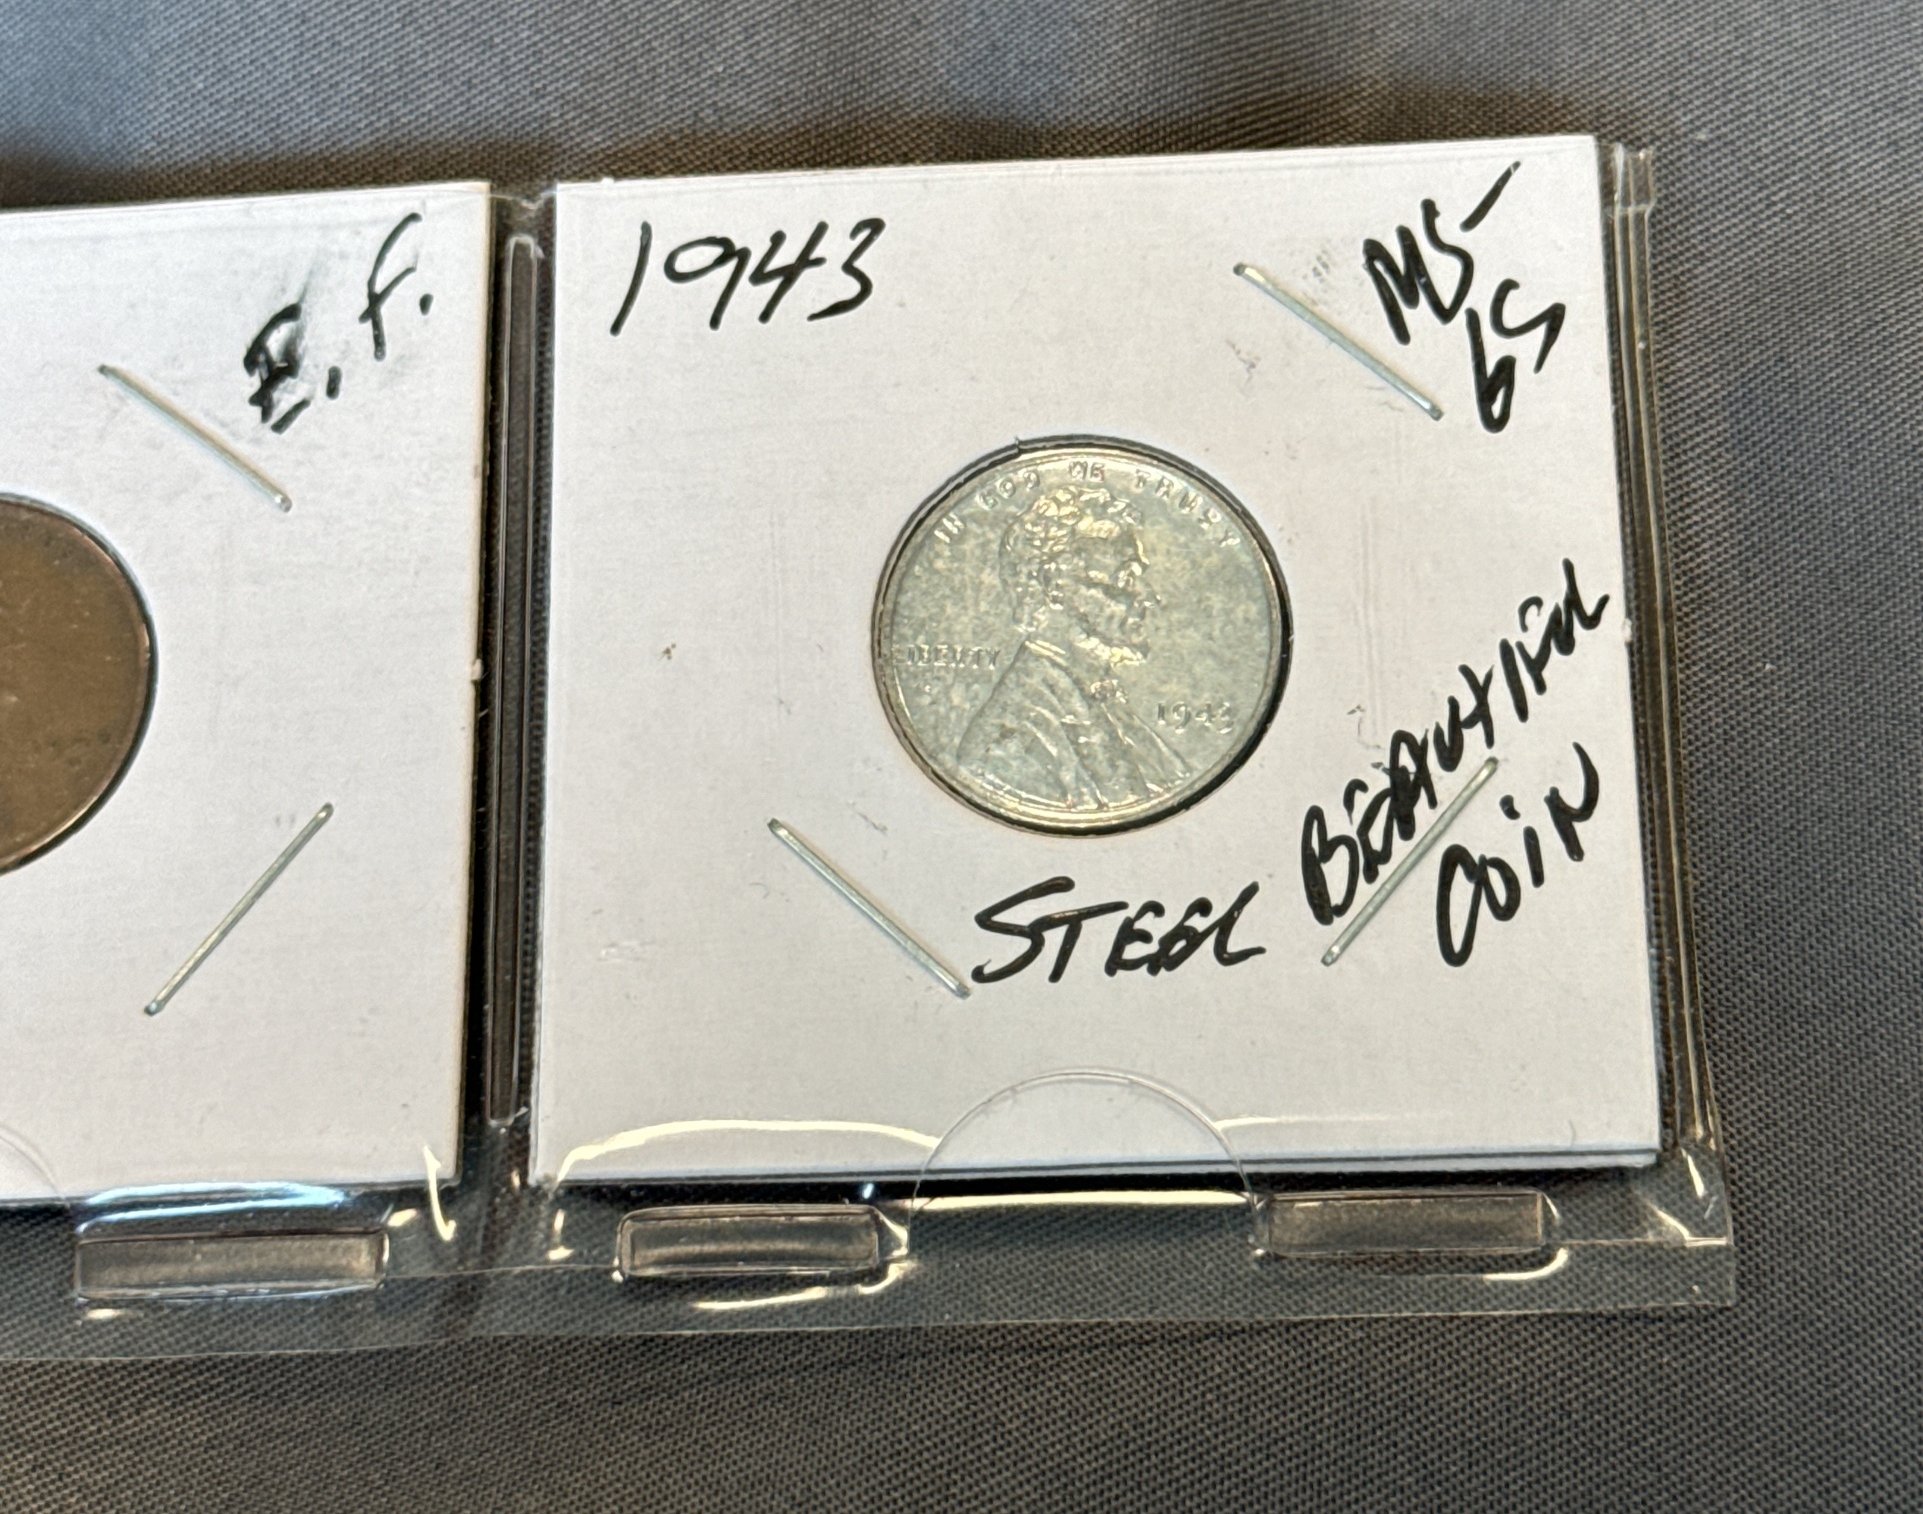 E.F.
1943
MS-
65
IN GOD WE TRUST
LIBERTY
1943
STEEL
BEAUTIFUL
COIN